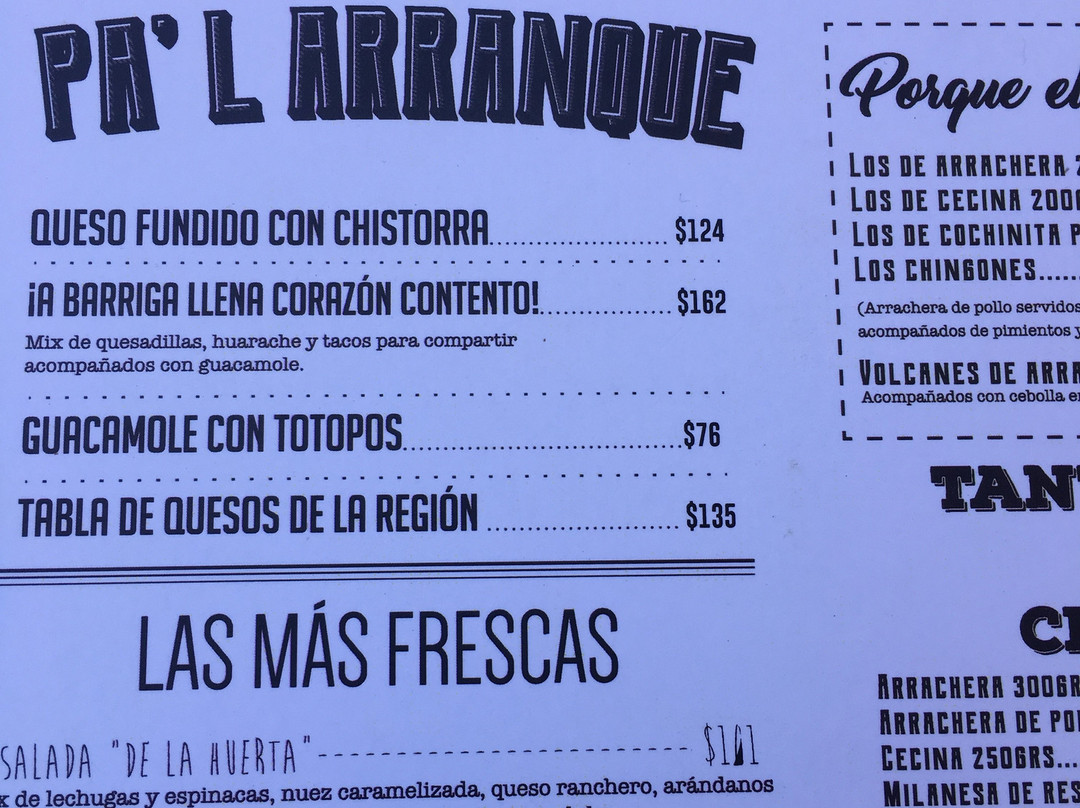 PA' L ARRANQUE
QUESO FUNDIDO CON CHISTORRA.......................... $124
¡A BARRIGA LLENA CORAZÓN CONTENTO!................... $162
Mix de quesadillas, huarache y tacos para compartir
acompañados con guacamole.
GUACAMOLE CON TOTOPOS........................................$76
TABLA DE QUESOS DE LA REGIÓN ........................... $135
LAS MÁS FRESCAS
SALADA "DE LA HUERTA"------------------------------
de lechugas y espinacas, nuez caramelizada, queso ranchero, arándanos
Porque el
LOS DE ARRACHERA
LOS DE CECINA 200G
LOS DE COCHINITA P
LOS CHINGONES......
(Arrachera de pollo servidos
acompañados de pimientos y
VOLCANES DE ARRA
Acompañados con cebolla en
TAN
ARRACHERA 300GR
ARRACHERA DE POL
CECINA 250GRS....
MILANESA DE RES